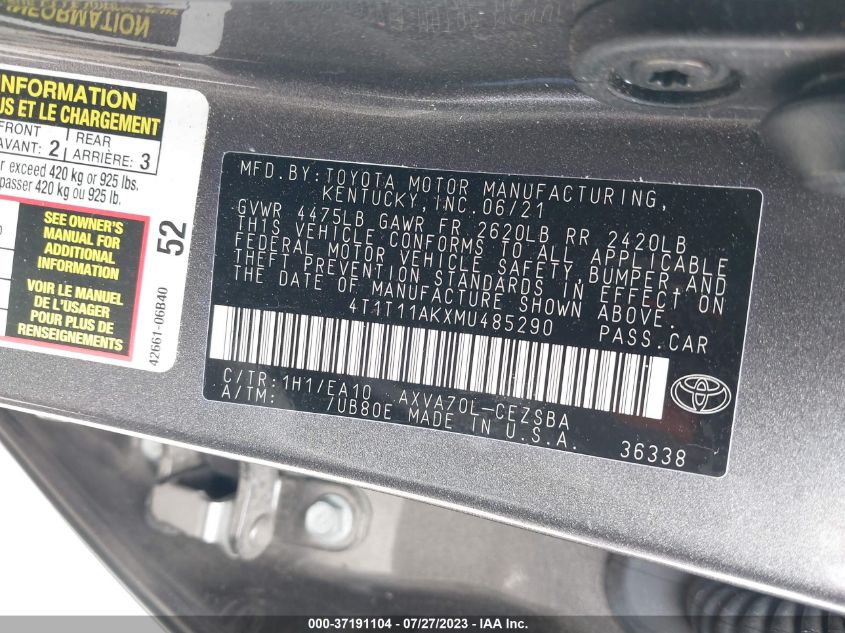 INFORMATION
INFORMATION
US ET LE CHARGEMENT
FRONT
AVANT: 2
REAR
ARRIÈRE: 3
exceed 420 kg or 925 lbs.
passer 420 kg ou 925 lb.
SEE OWNER'S
MANUAL FOR
ADDITIONAL
INFORMATION
VOIR LE MANUEL
DE L'USAGER
POUR PLUS DE
RENSEIGNEMENTS
52
42661-06B40
MFD.BY:TOYOTA MOTOR MANUFACTURING,
KENTUCKY,INC.06/21
GVWR 4475LB GAWR FR 2620LB RR 2420LB
THIS VEHICLE CONFORMS TO ALL APPLICABLE
FEDERAL MOTOR VEHICLE SAFETY,BUMPER,AND
THEFT PREVENTION STANDARDS IN EFFECT ON
THE DATE OF MANUFACTURE SHOWN ABOVE.
4T1T11AKXMU485290 PASS.CAR
C/TR:1H1/EA10 AXVA70L-CEZSBA
A/TM: /UB80E MADE IN U.S.A.
36338
000-37191104 / 07/27/2023 - IAA Inc.